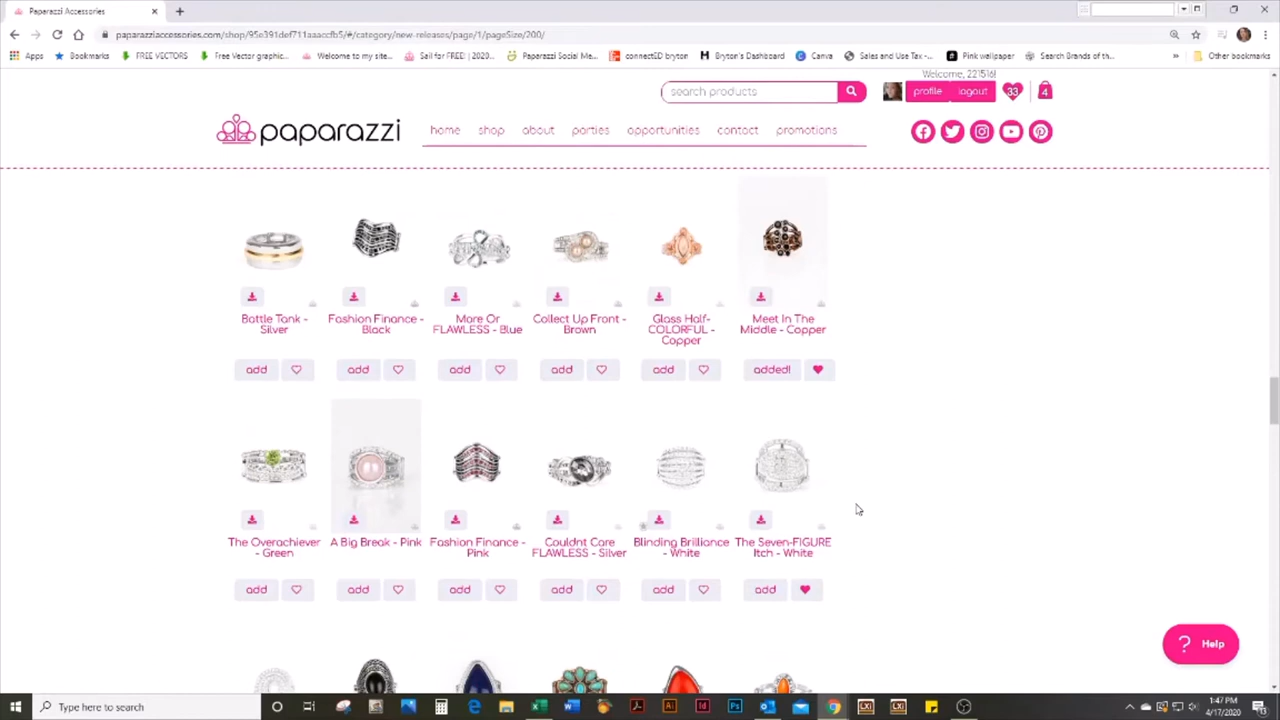 Paparazzi Accessories
paparazziaccessories.com/shop/95e391def711aaaccfb5/#/category/new-releases/page/1/pageSize/200/
Apps
Bookmarks
FREE VECTORS
Free Vector graphic...
Welcome to my site...
Sail for FREE! | 2020...
Paparazzi Social Me...
connectED bryton
Bryton's Dashboard
Canva
Sales and Use Tax -...
Pink wallpaper
Search Brands of th...
»
Other bookmarks
Welcome, 221516!
search products
profile
logout
33
4
paparazzi
home
shop
about
parties
opportunities
contact
promotions
Battle Tank -
Silver
Fashion Finance -
Black
More Or
FLAWLESS - Blue
Collect Up Front -
Brown
Glass Half-
COLORFUL -
Copper
Meet In The
Middle - Copper
add
add
add
add
add
added!
The Overachiever
- Green
A Big Break - Pink
Fashion Finance -
Pink
Couldnt Care
FLAWLESS - Silver
Blinding Brilliance
- White
The Seven-FIGURE
Itch - White
add
add
add
add
add
add
? Help
Type here to search
1:47 PM
4/17/2020